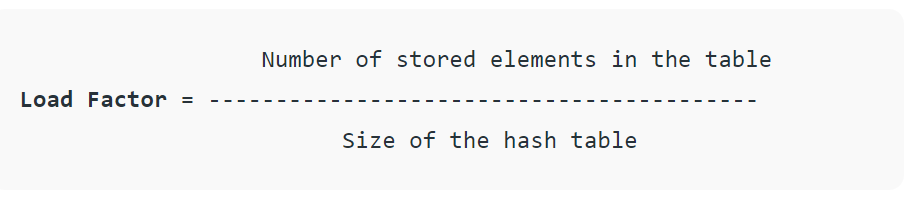 Number of stored elements in the table
Load Factor = -----------------------------------------
Size of the hash table